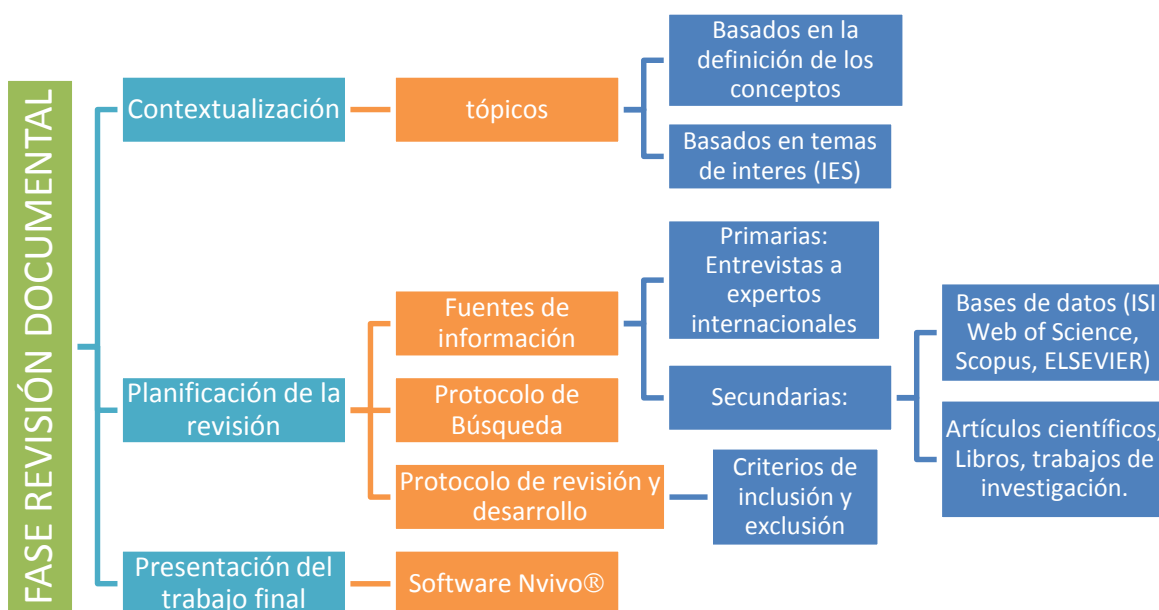 FASE REVISIÓN DOCUMENTAL
Contextualización
tópicos
Basados en la
definición de los
conceptos
Basados en temas
de interes (IES)
Planificación de la
revisión
Fuentes de
información
Primarias:
Entrevistas a
expertos
internacionales
Secundarias:
Bases de datos (ISI
Web of Science,
Scopus, ELSEVIER)
Artículos científicos,
Libros, trabajos de
investigación.
Protocolo de
Búsqueda
Protocolo de revisión y
desarrollo
Criterios de
inclusión y
exclusión
Presentación del
trabajo final
Software Nvivo®